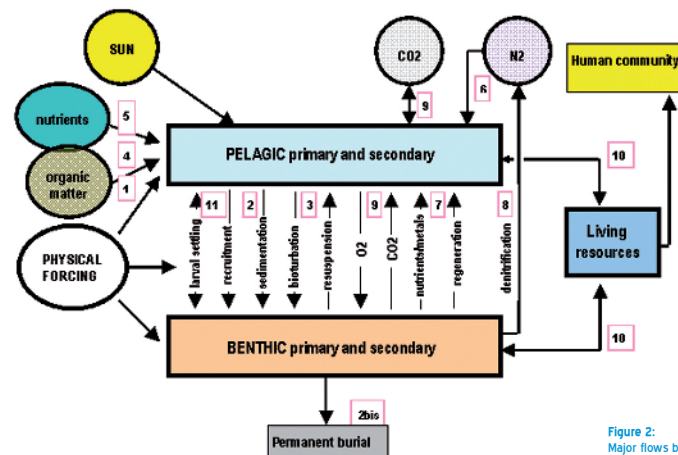 SUN
CO2
N2
Human community
nutrients
5
9
6
4
PELAGIC primary and secondary
10
organic
matter
1
larval settling
11
recruitment
2
sedimentation
bioturbation
3
resuspension
O2
9
CO2
nutrients/metals
7
regeneration
8
denitrification
Living
resources
PHYSICAL
FORCING
BENTHIC primary and secondary
10
2bis
Permanent burial
Figure 2:
Major flows b